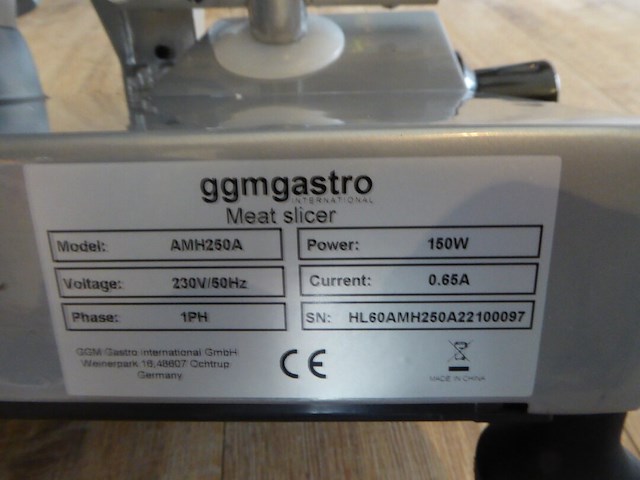 ggmgastro
INTERNATIONAL
Meat slicer
Model: AMH250A
Power: 150W
Voltage: 230V/50Hz
Current: 0.65A
Phase: 1PH
SN: HL60AMH250A22100097
GGM Gastro international GmbH
Weinerpark 16,48607 Ochtrup
Germany
CE
MADE IN CHINA